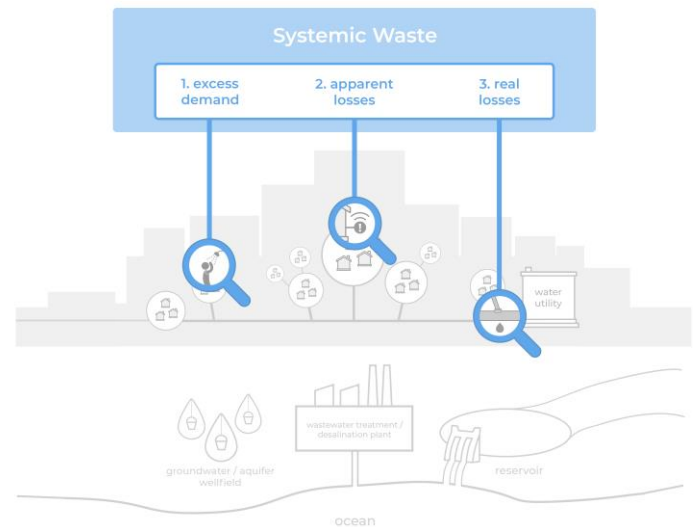 Systemic Waste
1. excess
demand
2. apparent
losses
3. real
losses
water
utility
wastewater treatment /
desalination plant
groundwater / aquifer
wellfield
reservoir
ocean